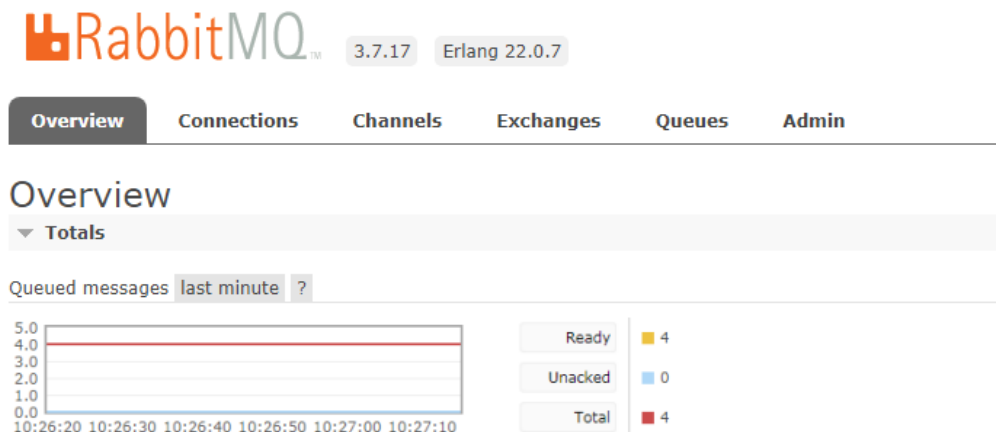 RabbitMQ TM 3.7.17 Erlang 22.0.7
Overview Connections Channels Exchanges Queues Admin
Overview
Totals
Queued messages last minute ?
5.0
4.0
3.0
2.0
1.0
0.0
10:26:20 10:26:30 10:26:40 10:26:50 10:27:00 10:27:10
Ready 4
Unacked 0
Total 4